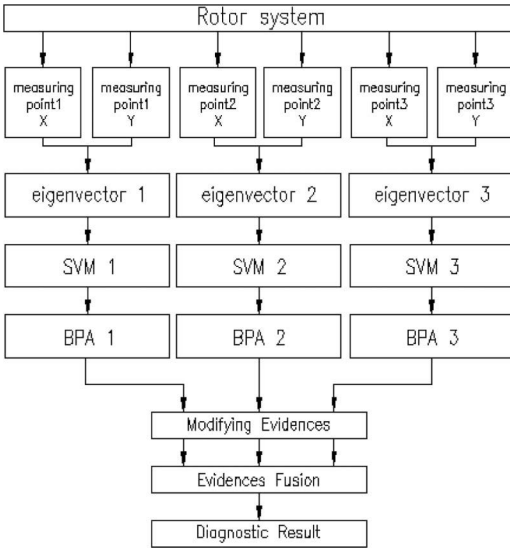 Rotor system
measuring point1 X
measuring point1 Y
measuring point2 X
measuring point2 Y
measuring point3 X
measuring point3 Y
eigenvector 1
eigenvector 2
eigenvector 3
SVM 1
SVM 2
SVM 3
BPA 1
BPA 2
BPA 3
Modifying Evidences
Evidences Fusion
Diagnostic Result